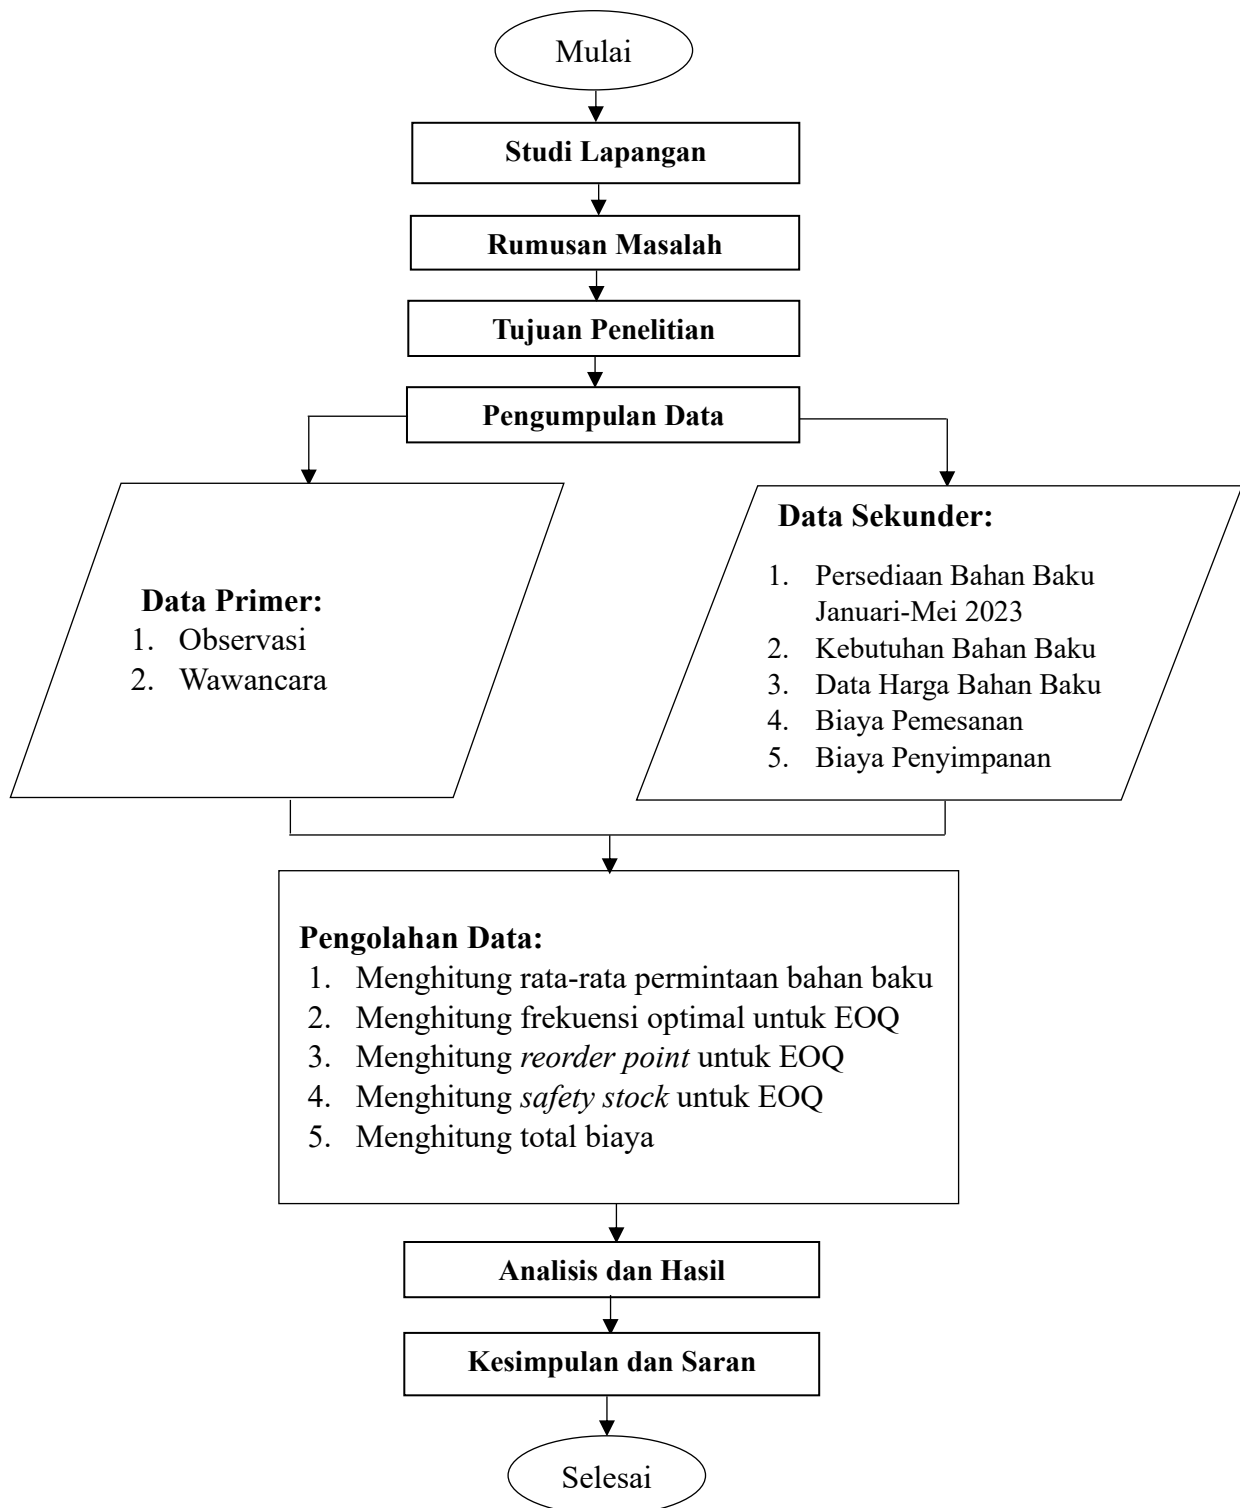 Mulai
Studi Lapangan
Rumusan Masalah
Tujuan Penelitian
Pengumpulan Data
Data Primer:
1. Observasi
2. Wawancara
Data Sekunder:
1. Persediaan Bahan Baku
Januari-Mei 2023
2. Kebutuhan Bahan Baku
3. Data Harga Bahan Baku
4. Biaya Pemesanan
5. Biaya Penyimpanan
Pengolahan Data:
1. Menghitung rata-rata permintaan bahan baku
2. Menghitung frekuensi optimal untuk EOQ
3. Menghitung reorder point untuk EOQ
4. Menghitung safety stock untuk EOQ
5. Menghitung total biaya
Analisis dan Hasil
Kesimpulan dan Saran
Selesai